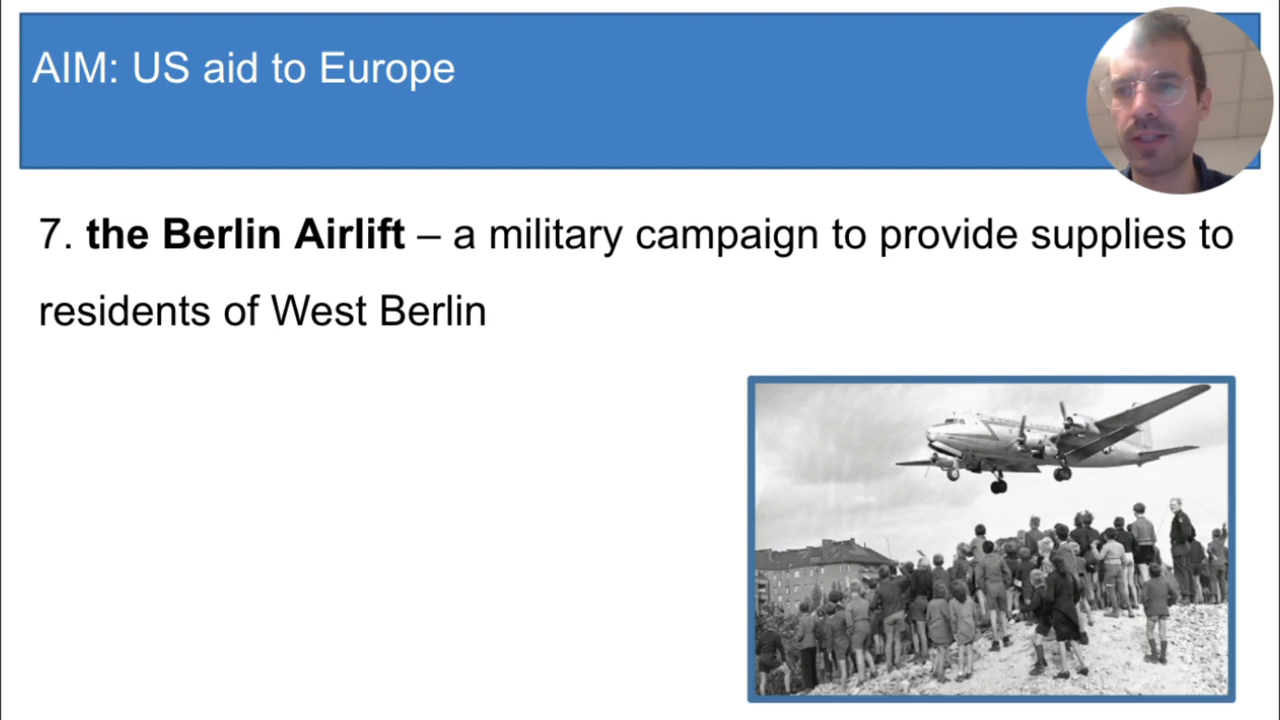 AIM: US aid to Europe
7. the Berlin Airlift – a military campaign to provide supplies to
residents of West Berlin